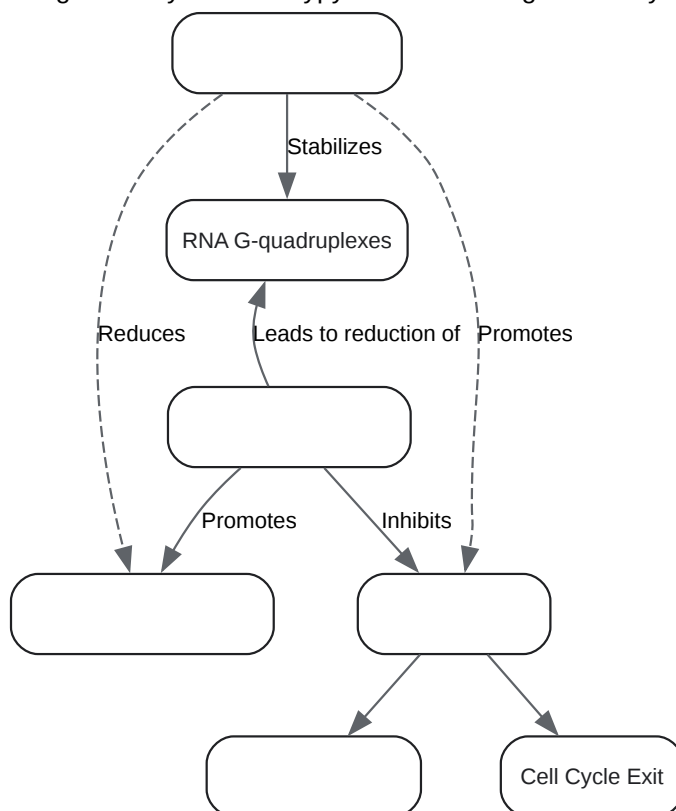 Stabilizes
RNA G-quadruplexes
Reduces
Leads to reduction of
Promotes
Promotes
Inhibits
Cell Cycle Exit